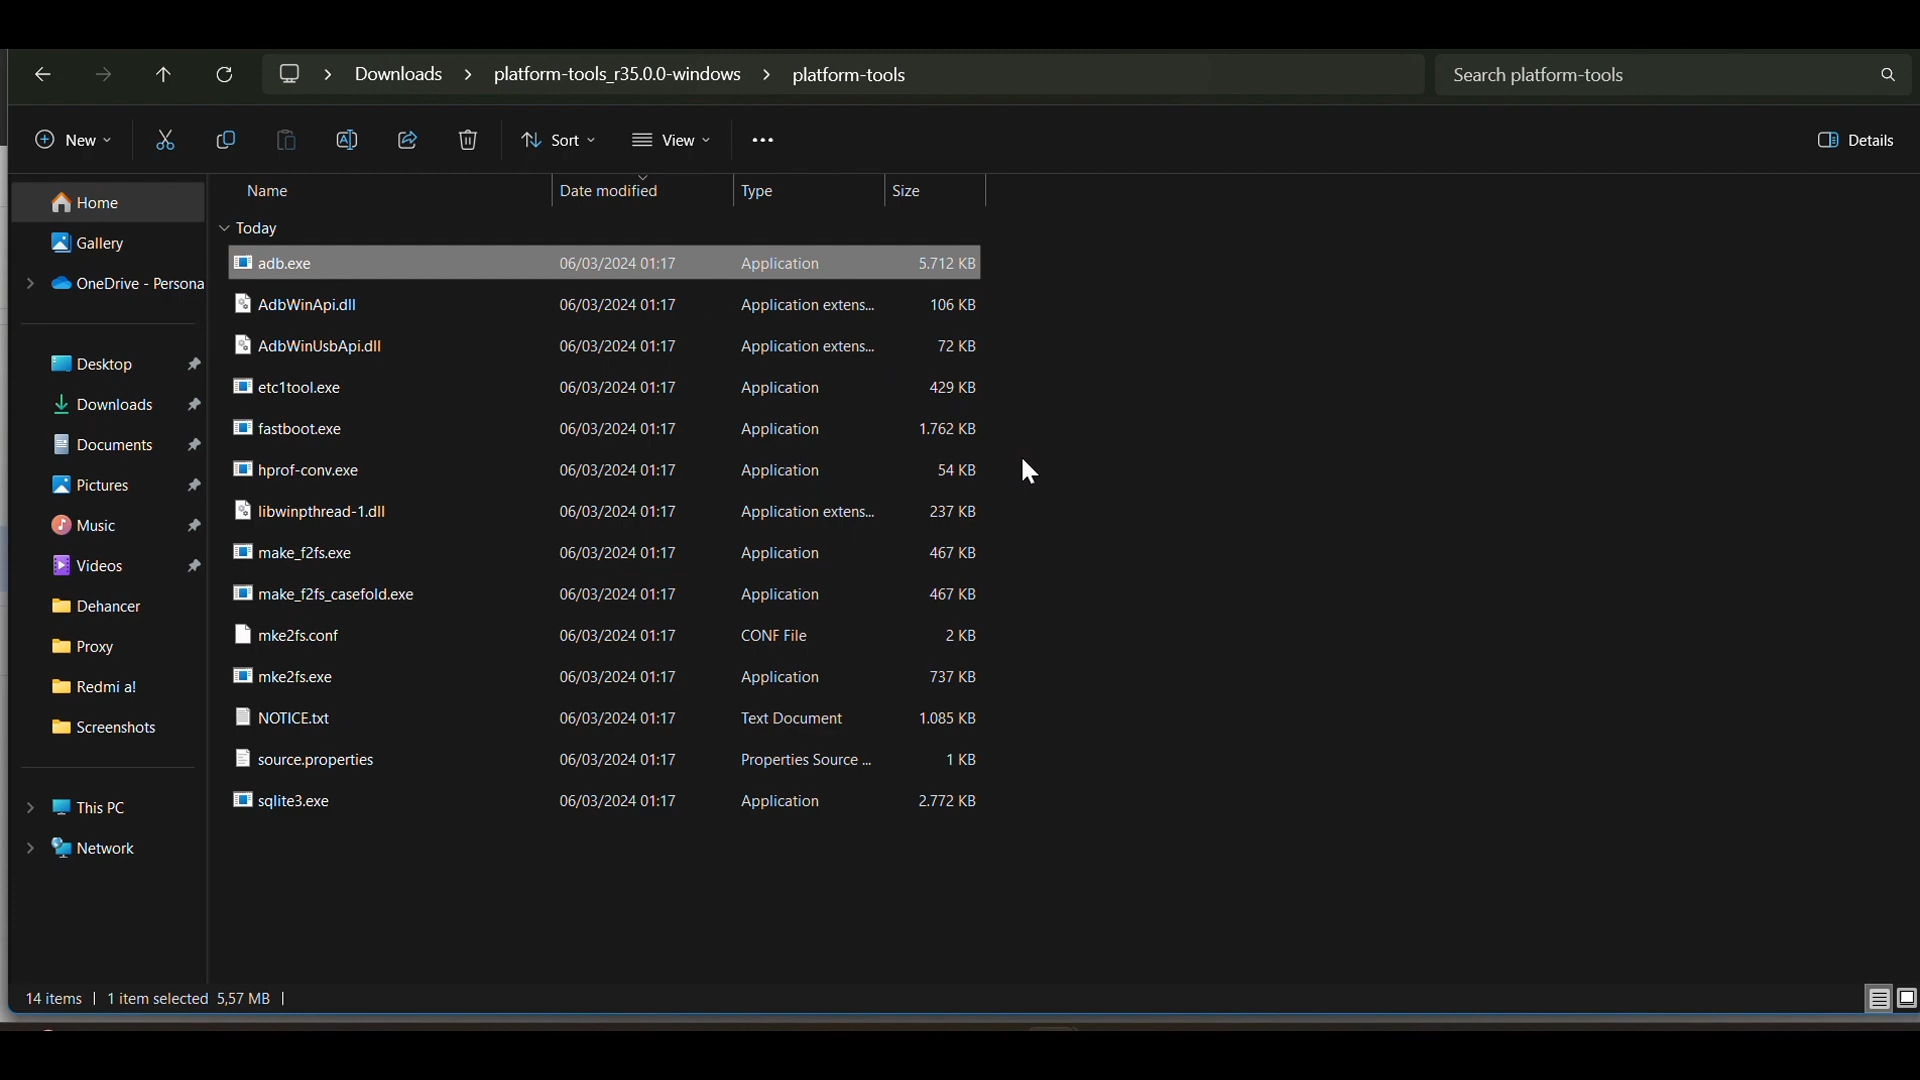 Downloads > platform-tools_r35.0.0-windows > platform-tools
Search platform-tools
New
Sort
View
Details
Name Date modified Type Size
Home
Gallery
OneDrive - Persona
Desktop
Downloads
Documents
Pictures
Music
Videos
Dehancer
Proxy
Redmi a!
Screenshots
This PC
Network
Today
adb.exe 06/03/2024 01:17 Application 5.712 KB
AdbWinApi.dll 06/03/2024 01:17 Application extens... 106 KB
AdbWinUsbApi.dll 06/03/2024 01:17 Application extens... 72 KB
etc1tool.exe 06/03/2024 01:17 Application 429 KB
fastboot.exe 06/03/2024 01:17 Application 1.762 KB
hprof-conv.exe 06/03/2024 01:17 Application 54 KB
libwinpthread-1.dll 06/03/2024 01:17 Application extens... 237 KB
make_f2fs.exe 06/03/2024 01:17 Application 467 KB
make_f2fs_casefold.exe 06/03/2024 01:17 Application 467 KB
mke2fs.conf 06/03/2024 01:17 CONF File 2 KB
mke2fs.exe 06/03/2024 01:17 Application 737 KB
NOTICE.txt 06/03/2024 01:17 Text Document 1.085 KB
source.properties 06/03/2024 01:17 Properties Source ... 1 KB
sqlite3.exe 06/03/2024 01:17 Application 2.772 KB
14 items | 1 item selected 5,57 MB |